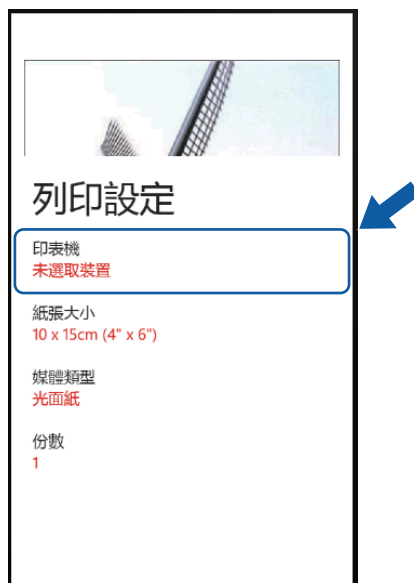 列印設定
印表機
未選取裝置
紙張大小
10 x 15cm (4" x 6")
媒體類型
光面紙
份數
1